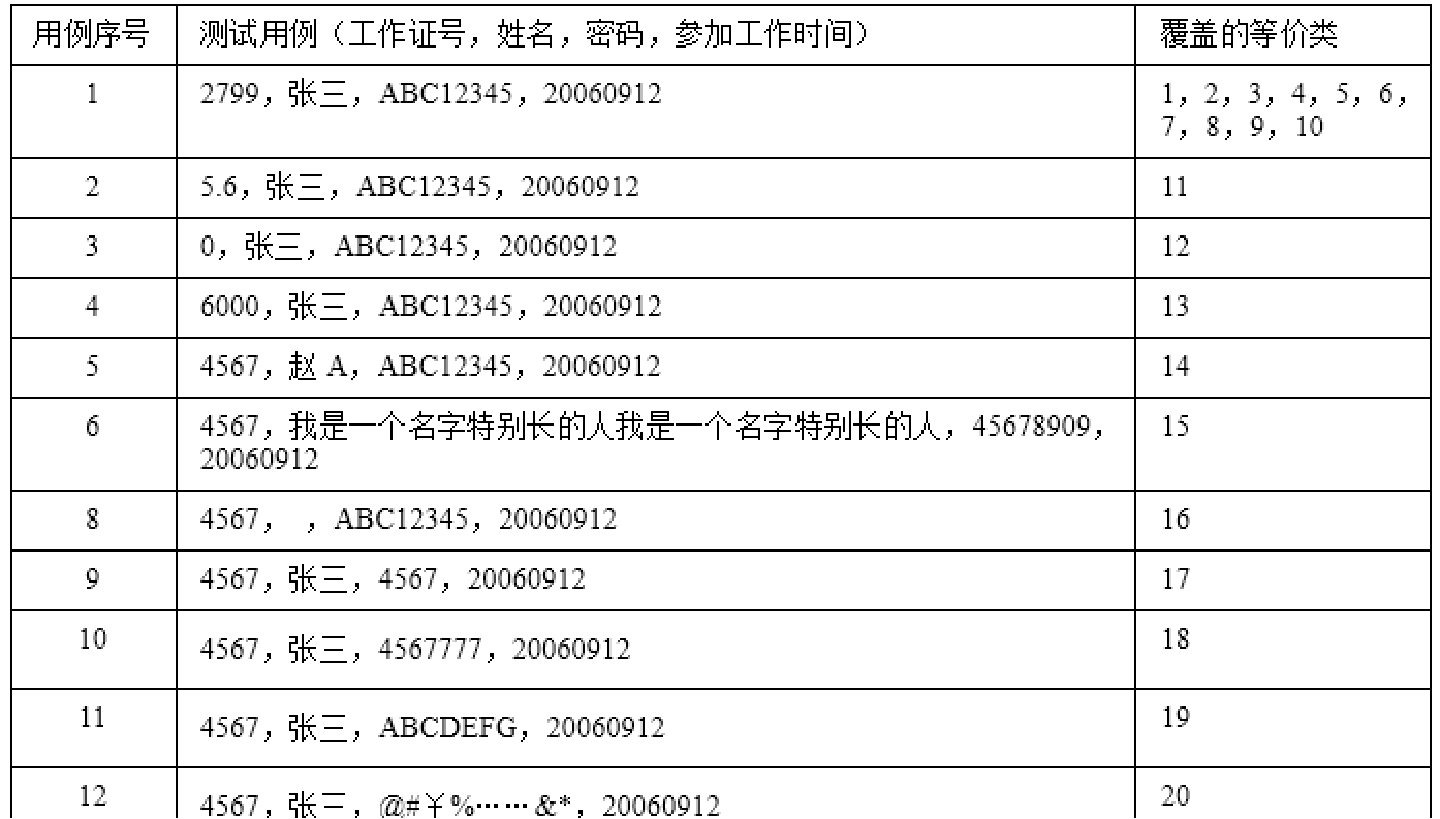 用例序号 测试用例（工作证号，姓名，密码，参加工作时间） 覆盖的等价类
1 2799，张三，ABC12345，20060912 1，2，3，4，5，6，
7，8，9，10
2 5.6，张三，ABC12345，20060912 11
3 0，张三，ABC12345，20060912 12
4 6000，张三，ABC12345，20060912 13
5 4567，赵 A，ABC12345，20060912 14
6 4567，我是一个名字特别长的人我是一个名字特别长的人，45678909， 15
20060912
8 4567， ，ABC12345，20060912 16
9 4567，张三，4567，20060912 17
10 4567，张三，4567777，20060912 18
11 4567，张三，ABCDEFG，20060912 19
12 4567，张三，@#￥%……&*，20060912 20